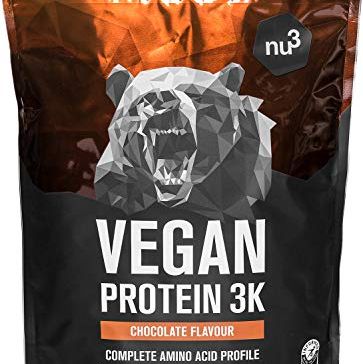 nu3
VEGAN
PROTEIN 3K
CHOCOLATE FLAVOUR
COMPLETE AMINO ACID PROFILE